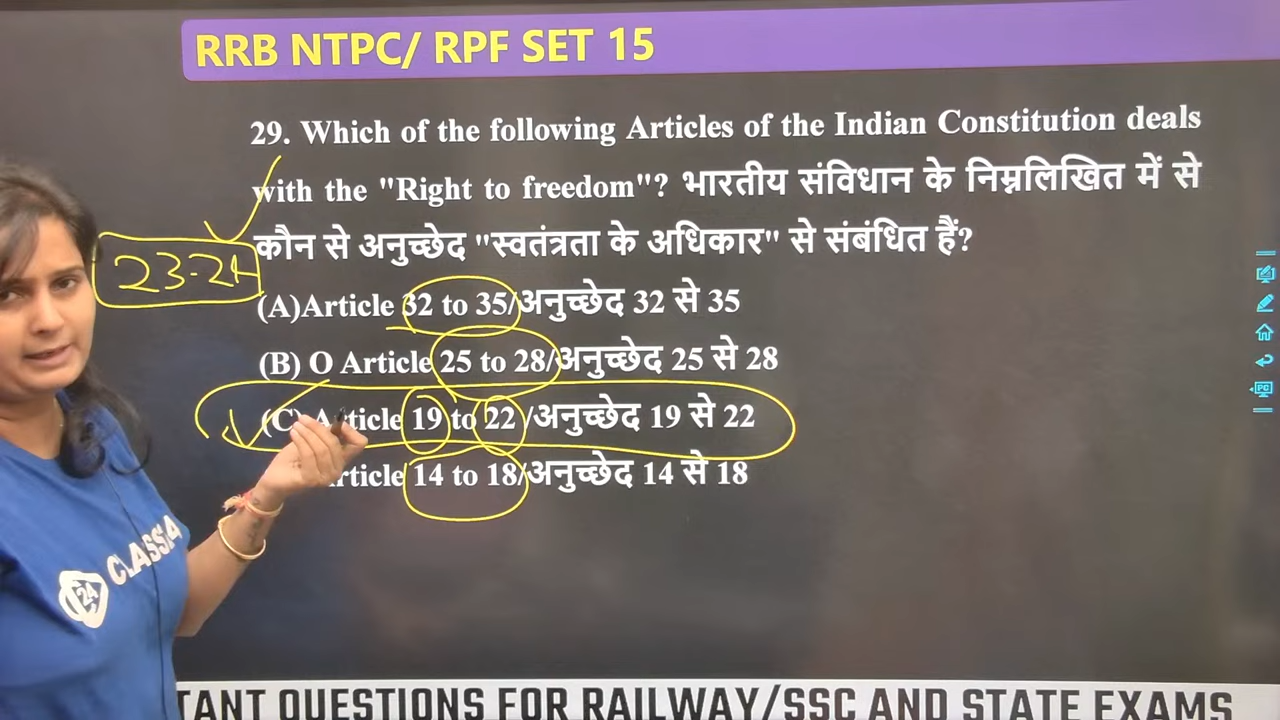 RRB NTPC/ RPF SET 15
29. Which of the following Articles of the Indian Constitution deals
with the "Right to freedom"? भारतीय संविधान के निम्नलिखित में से
कौन से अनुच्छेद "स्वतंत्रता के अधिकार" से संबंधित हैं?
23-24
(A)Article 32 to 35/अनुच्छेद 32 से 35
(B) O Article 25 to 28/अनुच्छेद 25 से 28
(C) Article 19 to 22 /अनुच्छेद 19 से 22
rticle 14 to 18/अनुच्छेद 14 से 18
CLASS24
24
PC
TANT QUESTIONS FOR RAILWAY/SSC AND STATE EXAMS